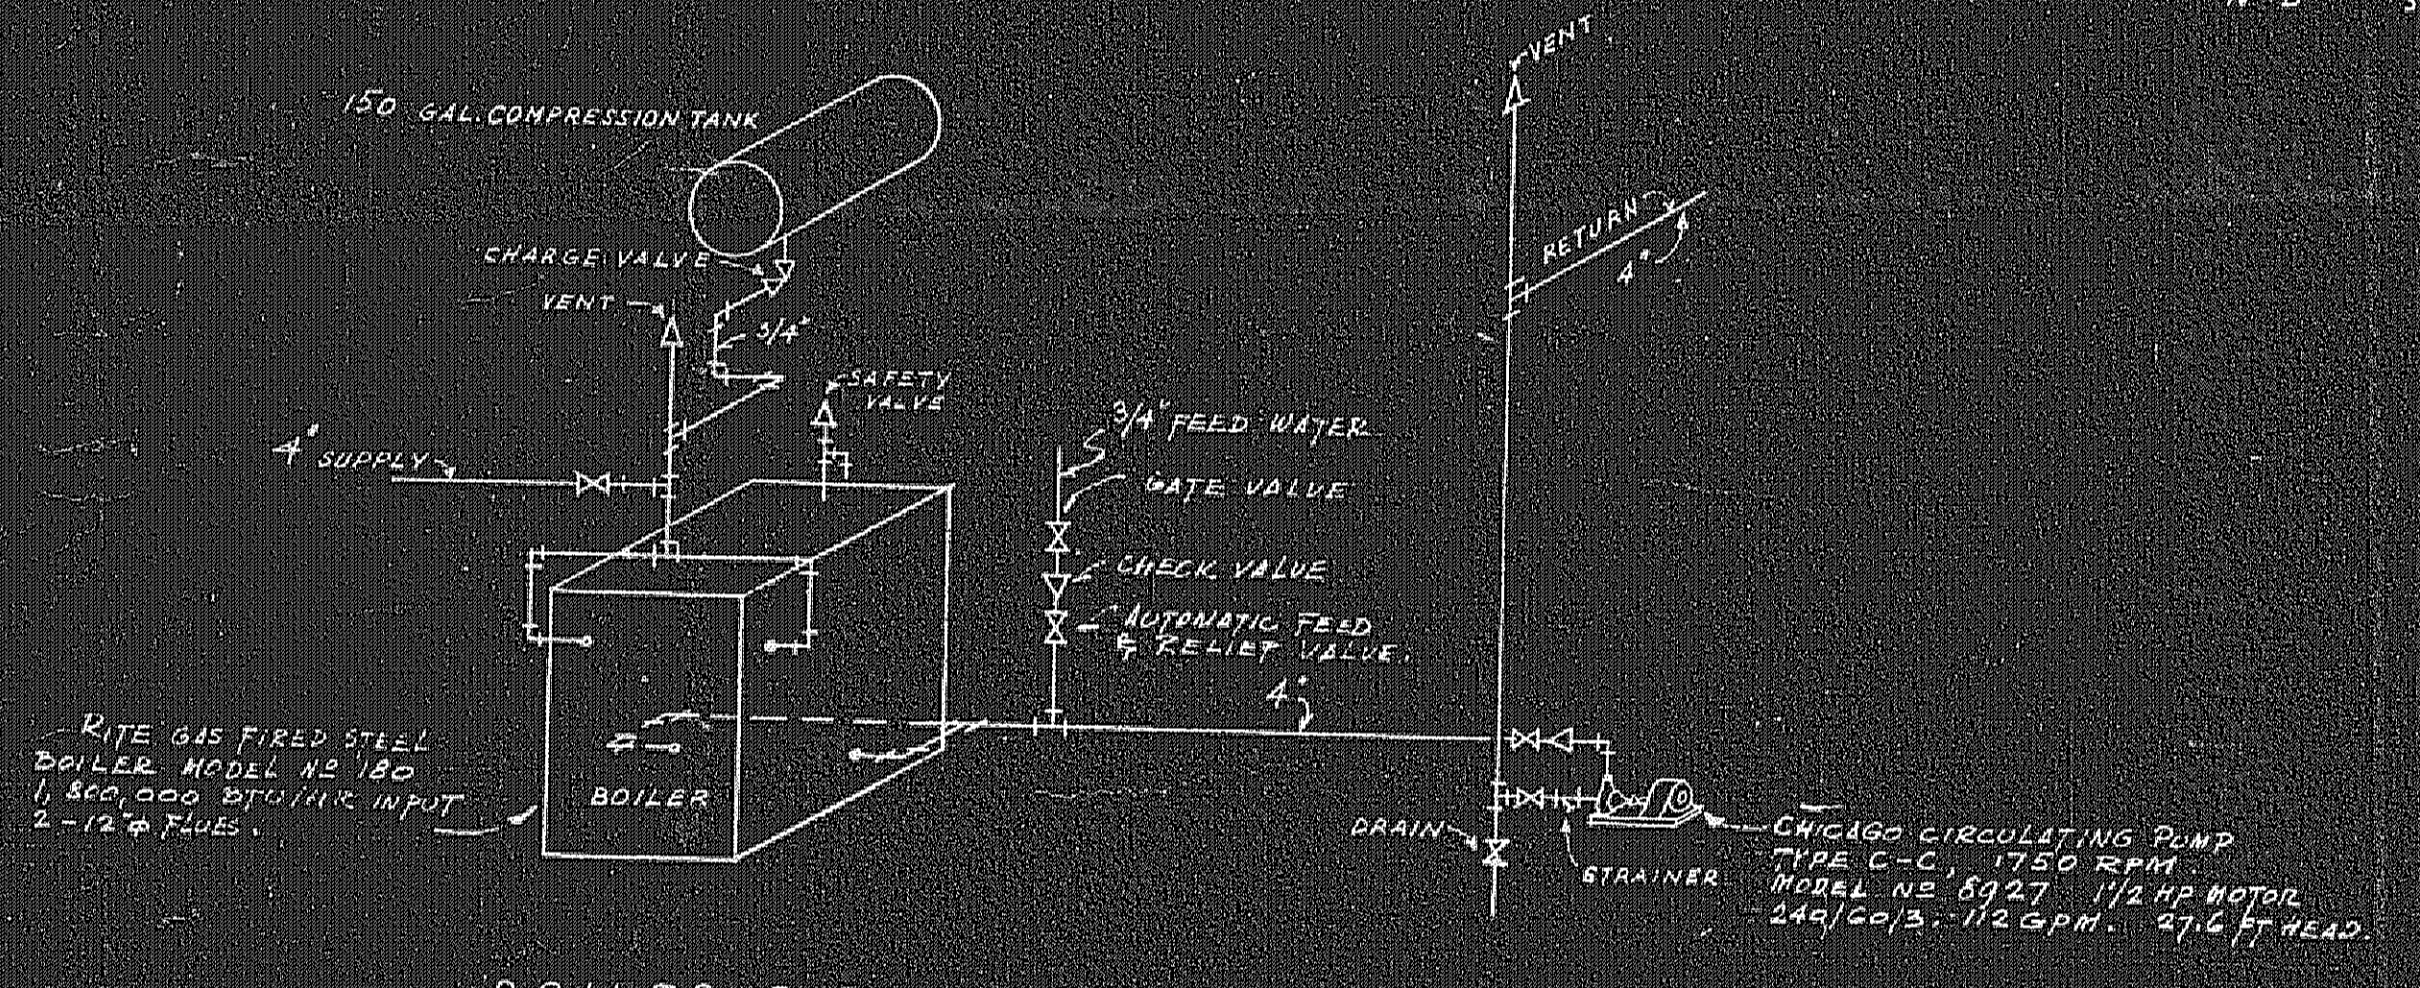 VENT
150 GAL. COMPRESSION TANK
CHARGE VALVE
VENT
3/4"
RETURN
4"
SAFETY
VALVE
4" SUPPLY
3/4" FEED WATER
GATE VALVE
CHECK VALVE
AUTOMATIC FEED
& RELIEF VALVE.
4"
RITE GAS FIRED STEEL
BOILER MODEL Nº 180
1,800,000 BTU/HR INPUT
2-12"φ FLUES.
BOILER
DRAIN
STRAINER
CHICAGO CIRCULATING PUMP
TYPE C-C, 1750 RPM.
MODEL Nº 8927 1 1/2 HP MOTOR
240/60/3. 112 GPM. 27.6 FT HEAD.